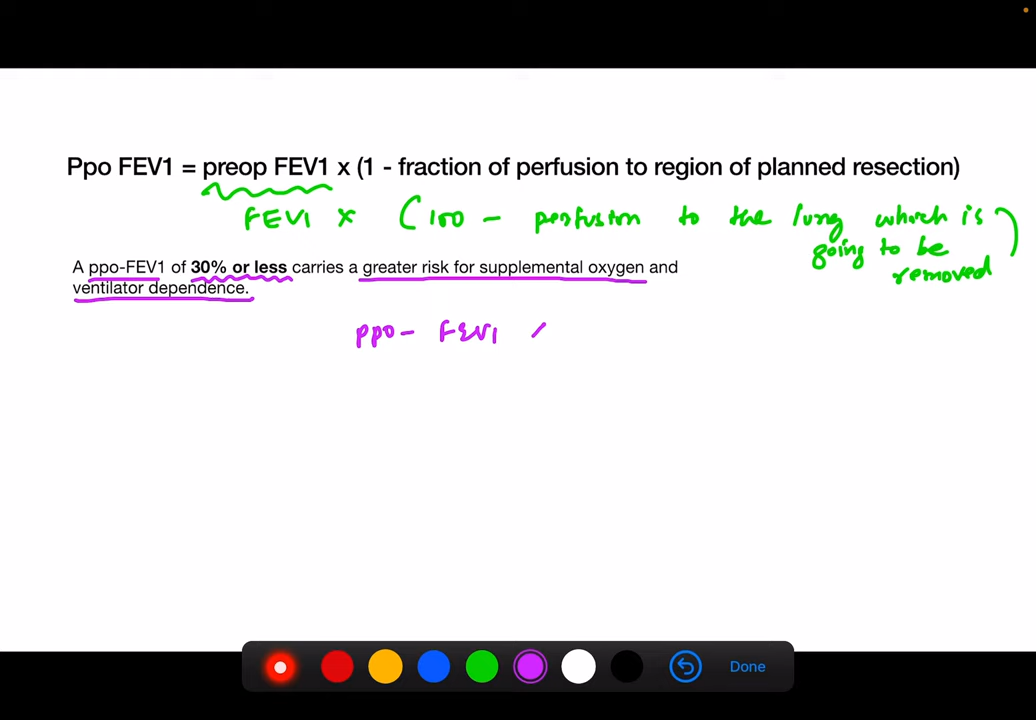 Ppo FEV1 = preop FEV1 x (1 - fraction of perfusion to region of planned resection)
FEV1 x (100 - perfusion to the lung which is
going to be
removed)
A ppo-FEV1 of 30% or less carries a greater risk for supplemental oxygen and
ventilator dependence.
ppo- FEV1
Done